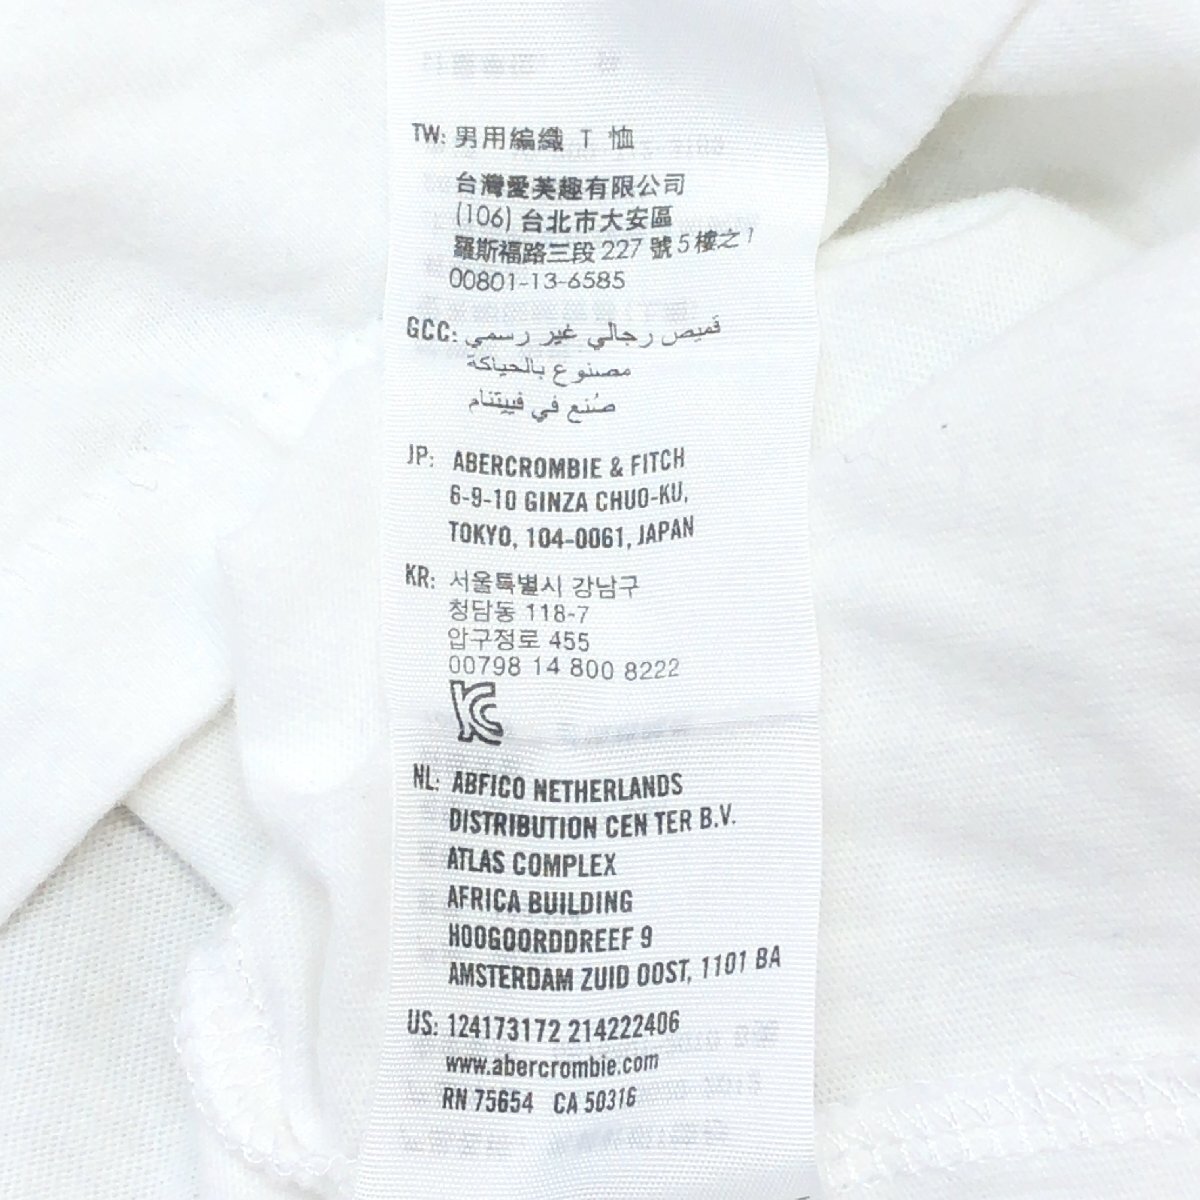 TW: 男用編織 T 恤
台灣愛芙趣有限公司
(106) 台北市大安區
羅斯福路三段 227 號 5 樓之 1
00801-13-6585
GCC: قميص رجالي غير رسمي
مصنوع بالحياكة
صُنع في فييتنام
JP: ABERCROMBIE & FITCH
6-9-10 GINZA CHUO-KU,
TOKYO, 104-0061, JAPAN
KR: 서울특별시 강남구
청담동 118-7
압구정로 455
00798 14 800 8222
KC
NL: ABFICO NETHERLANDS
DISTRIBUTION CEN TER B.V.
ATLAS COMPLEX
AFRICA BUILDING
HOOGOORDDREEF 9
AMSTERDAM ZUID OOST, 1101 BA
US: 124173172 214222406
www.abercrombie.com
RN 75654 CA 50316